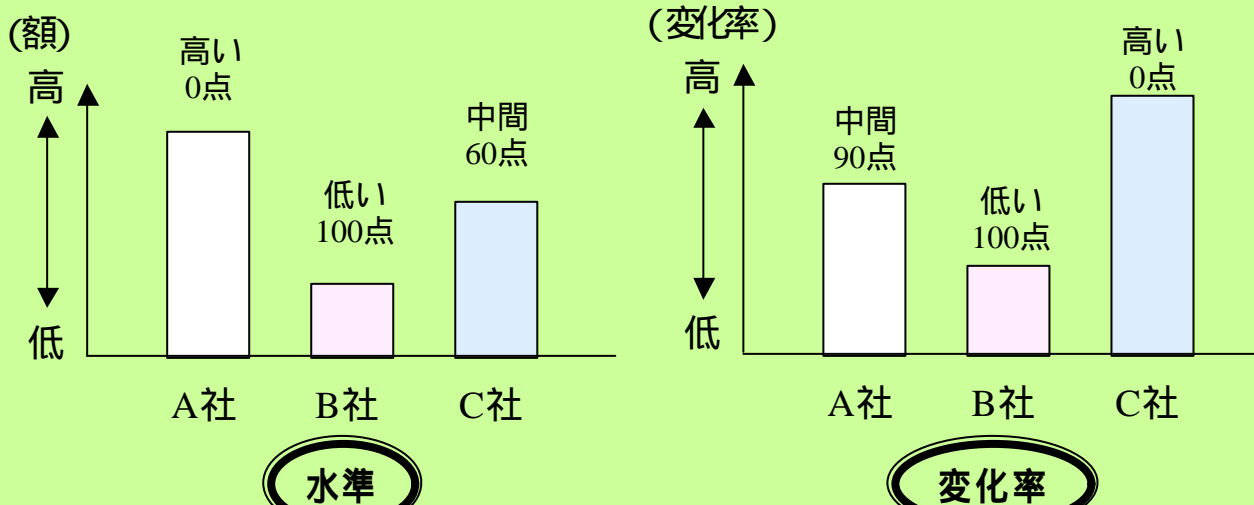 (額)
高
低
高い
0点
低い
100点
中間
60点
A社
B社
C社
水準
(変化率)
高
低
中間
90点
低い
100点
高い
0点
A社
B社
C社
変化率